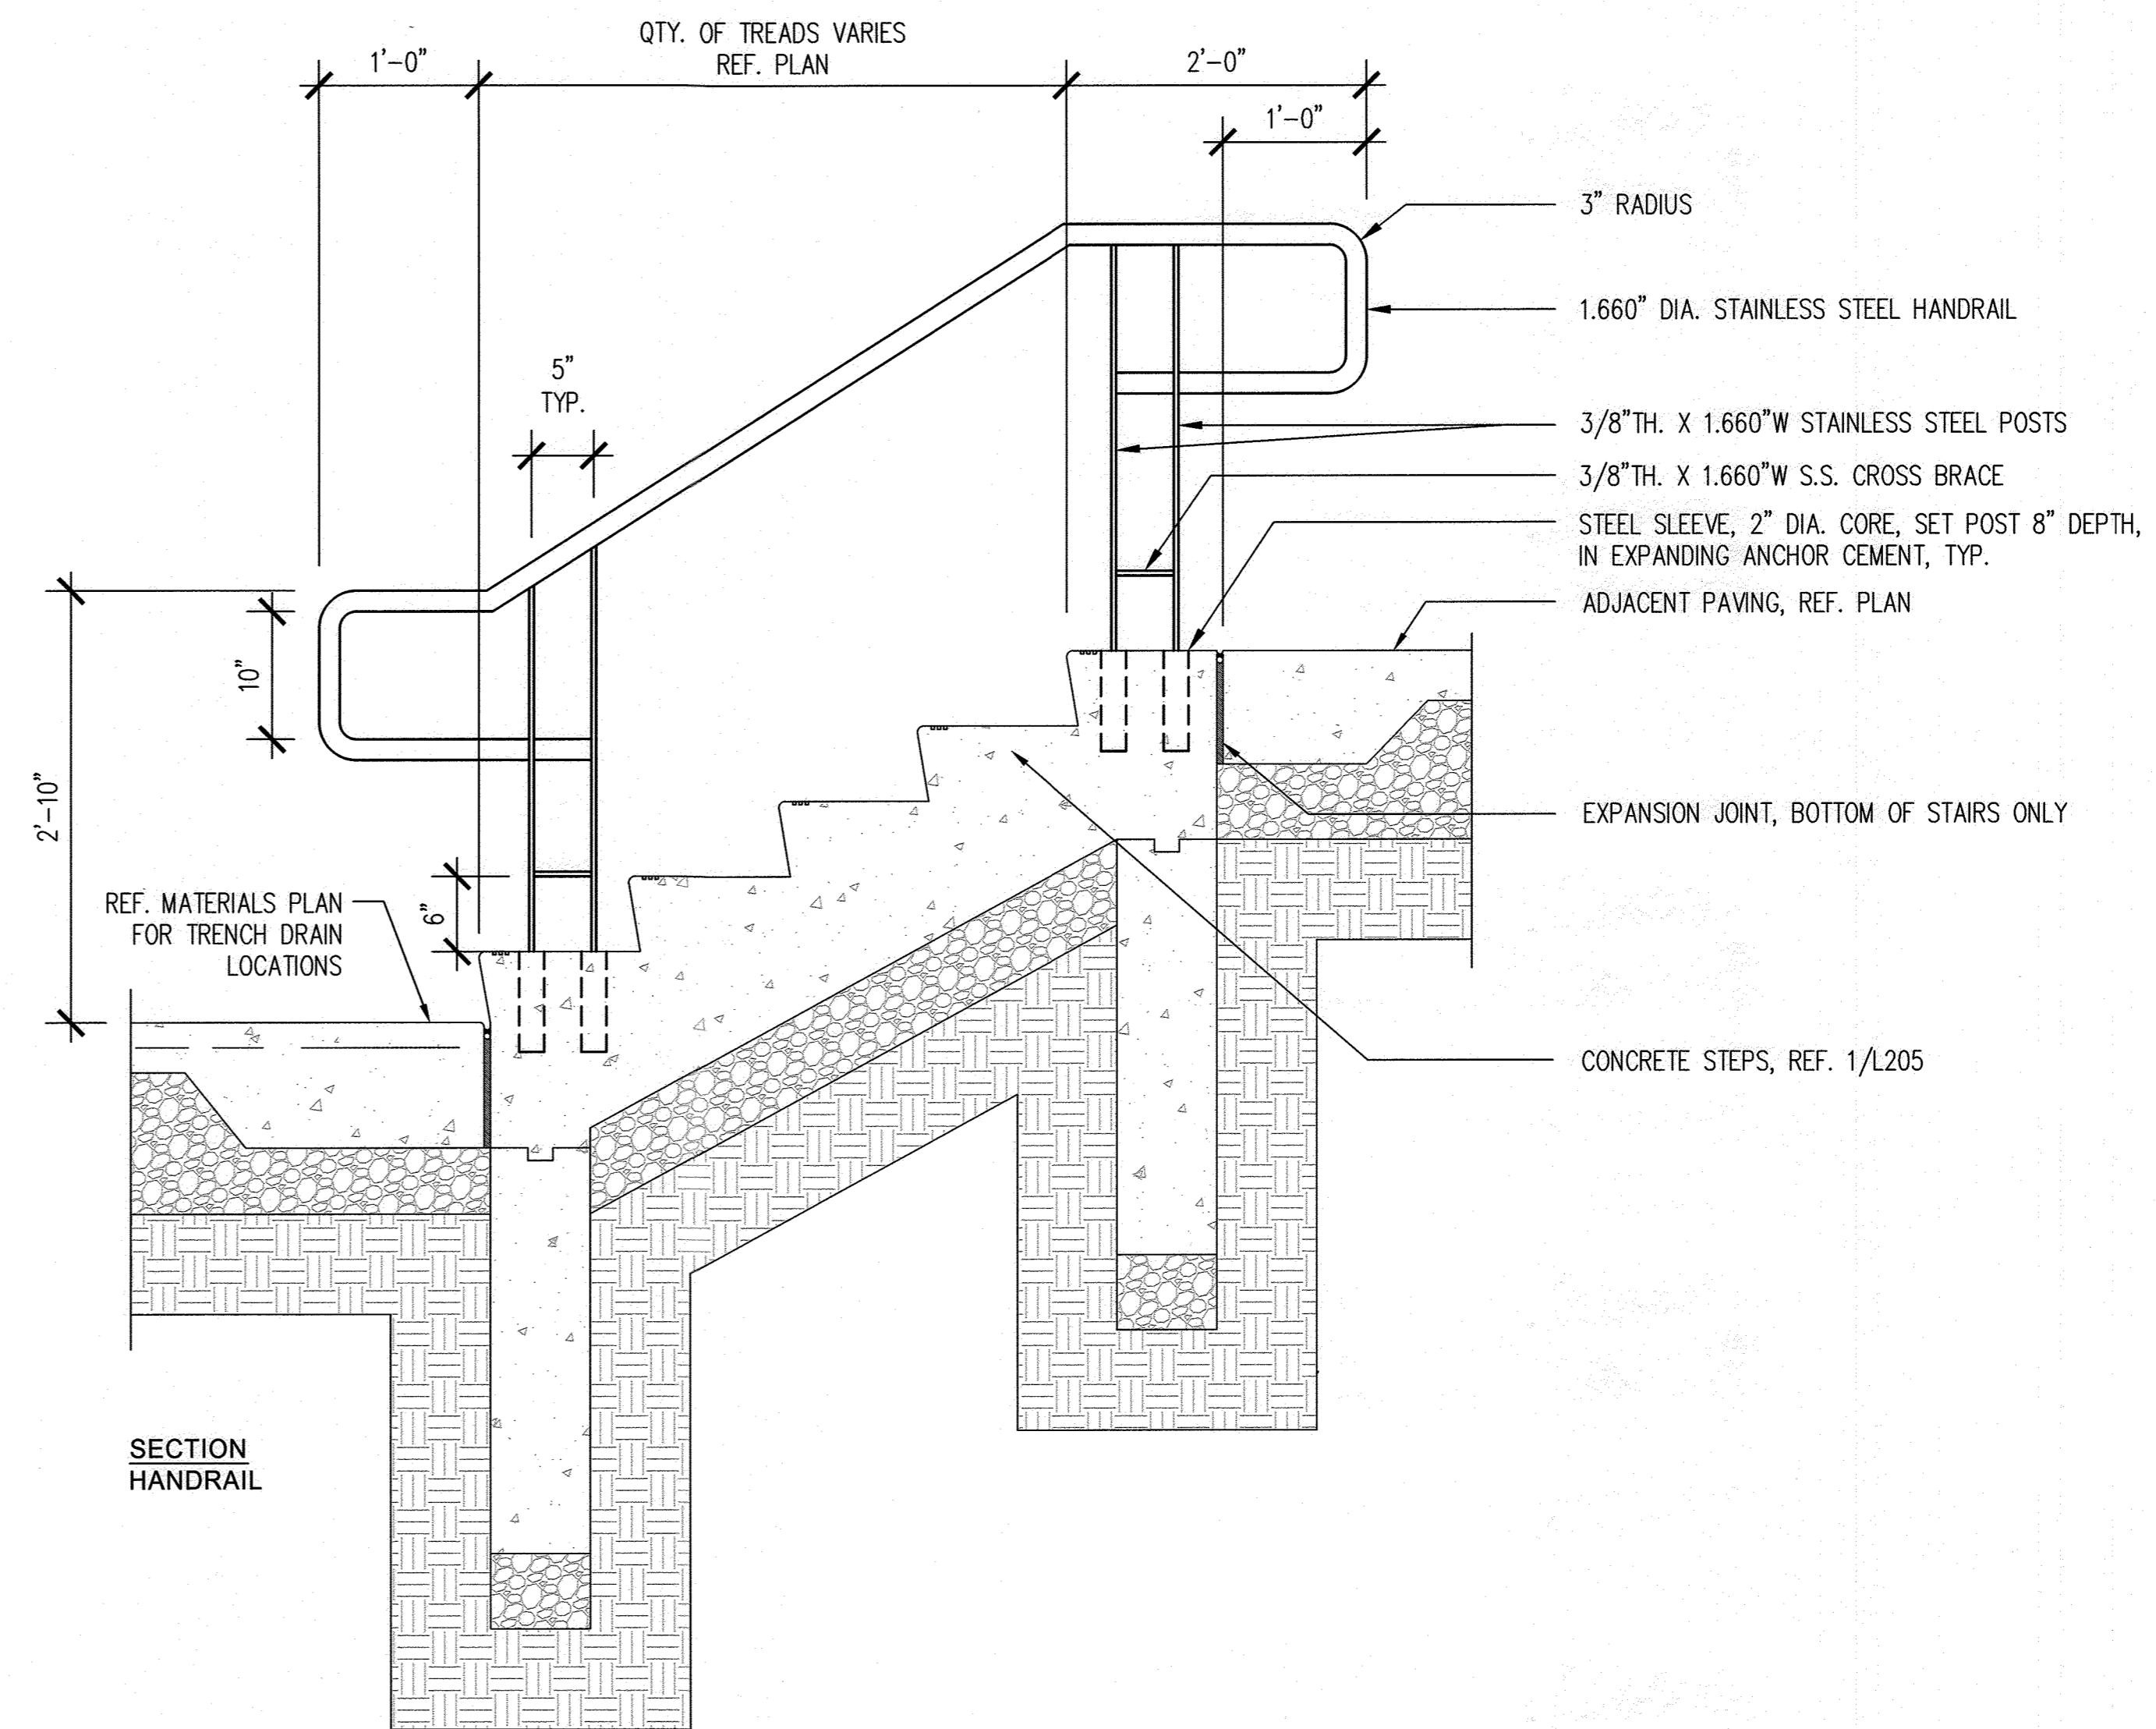 QTY. OF TREADS VARIES
REF. PLAN
1'-0"
2'-0"
1'-0"
3" RADIUS
1.660" DIA. STAINLESS STEEL HANDRAIL
5"
TYP.
3/8"TH. X 1.660"W STAINLESS STEEL POSTS
3/8"TH. X 1.660"W S.S. CROSS BRACE
STEEL SLEEVE, 2" DIA. CORE, SET POST 8" DEPTH,
IN EXPANDING ANCHOR CEMENT, TYP.
ADJACENT PAVING, REF. PLAN
10"
2'-10"
EXPANSION JOINT, BOTTOM OF STAIRS ONLY
6"
REF. MATERIALS PLAN
FOR TRENCH DRAIN
LOCATIONS
CONCRETE STEPS, REF. 1/L205
SECTION
HANDRAIL